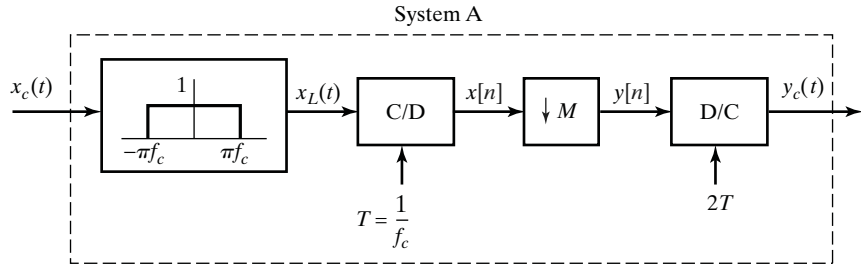 System A
x_c(t)
1
−πf_c πf_c
x_L(t)
C/D
T = 1/f_c
x[n]
↓ M
y[n]
D/C
2T
y_c(t)